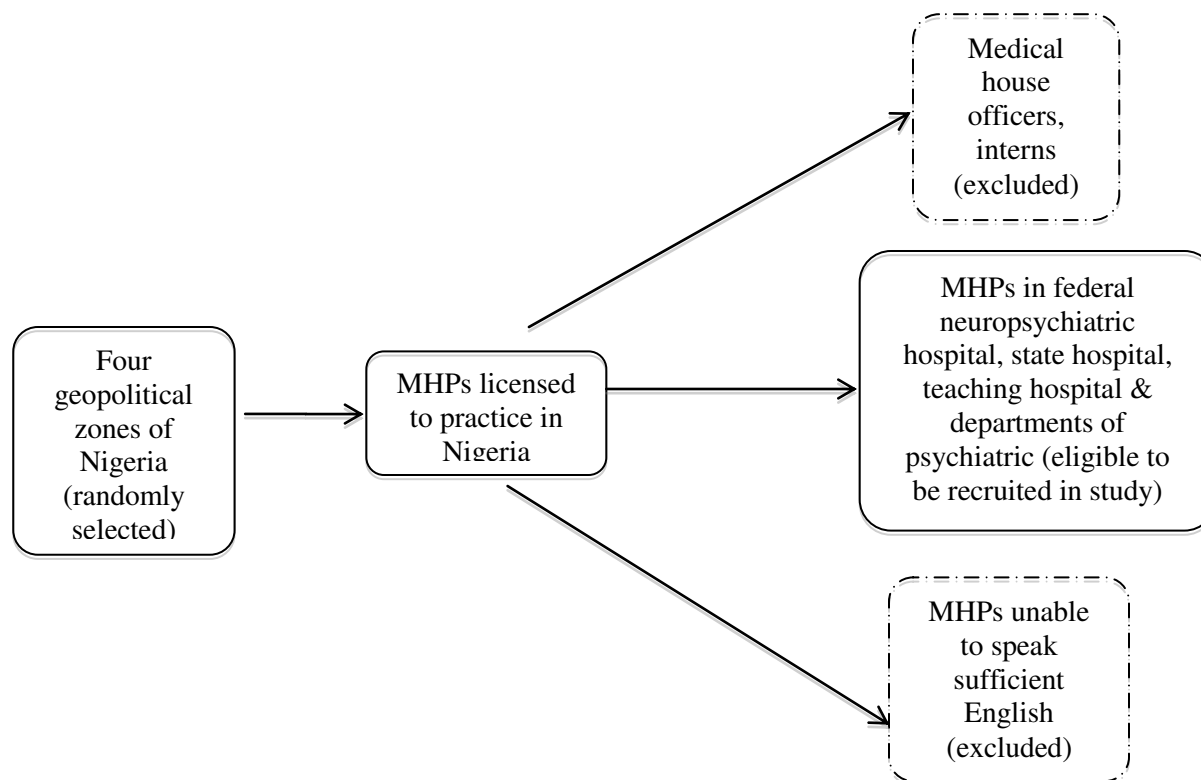 Four
geopolitical
zones of
Nigeria
(randomly
selected)
MHPs licensed
to practice in
Nigeria
Medical
house
officers,
interns
(excluded)
MHPs in federal
neuropsychiatric
hospital, state hospital,
teaching hospital &
departments of
psychiatric (eligible to
be recruited in study)
MHPs unable
to speak
sufficient
English
(excluded)